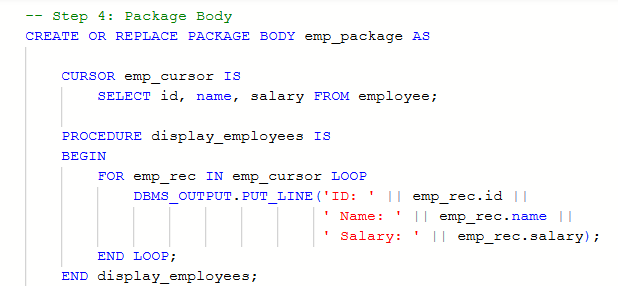 -- Step 4: Package Body
CREATE OR REPLACE PACKAGE BODY emp_package AS
CURSOR emp_cursor IS
SELECT id, name, salary FROM employee;
PROCEDURE display_employees IS
BEGIN
FOR emp_rec IN emp_cursor LOOP
DBMS_OUTPUT.PUT_LINE('ID: ' || emp_rec.id ||
' Name: ' || emp_rec.name ||
' Salary: ' || emp_rec.salary);
END LOOP;
END display_employees;